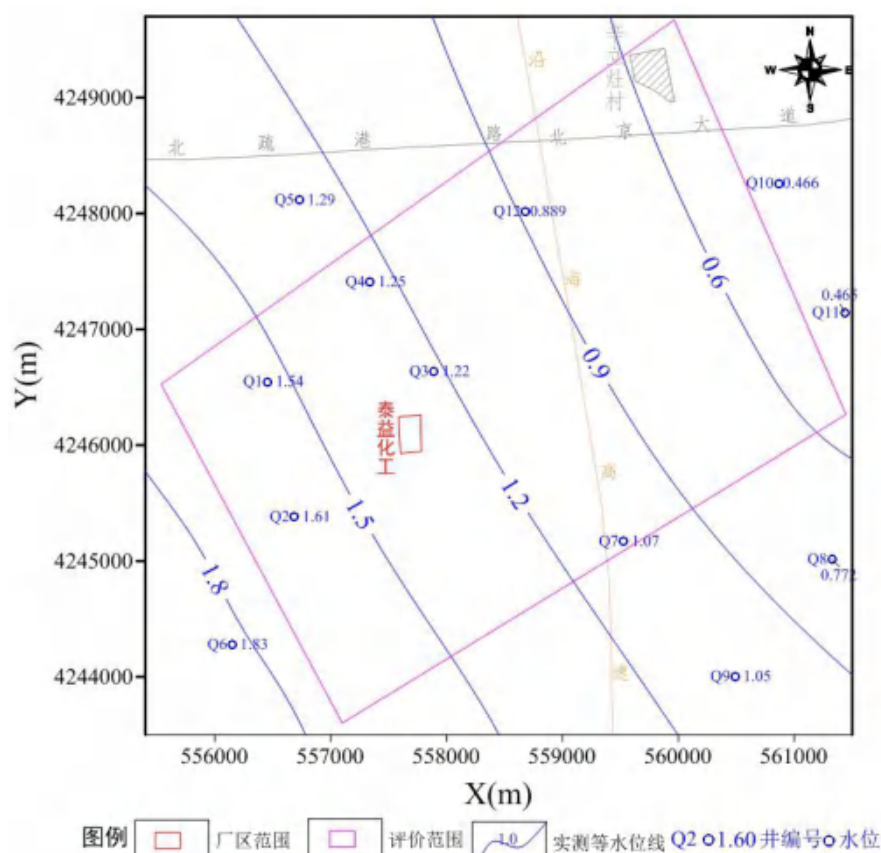 N
W E
S
4249000
4248000
4247000
4246000
4245000
4244000
Y(m)
辛立灶村
沿
海
高
速
北 疏 港 路 北 京 大 道
Q5 1.29
Q12 0.889
Q10 0.466
Q4 1.25
0.6
0.465
Q11
Q3 1.22
0.9
Q1 1.54
泰益化工
1.5
1.2
Q2 1.61
Q7 1.07
Q8
0.772
1.8
Q6 1.83
Q9 1.05
556000 557000 558000 559000 560000 561000
X(m)
图例 厂区范围 评价范围 1.0 实测等水位线 Q2 1.60 井编号 水位